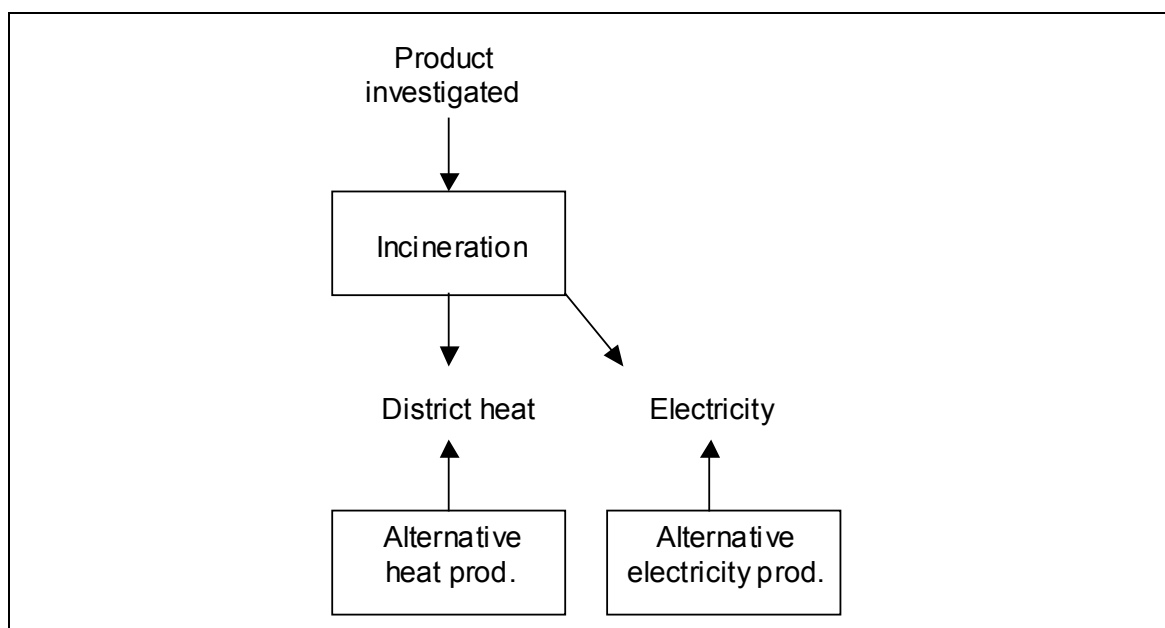 Product
investigated
Incineration
District heat
Electricity
Alternative
heat prod.
Alternative
electricity prod.